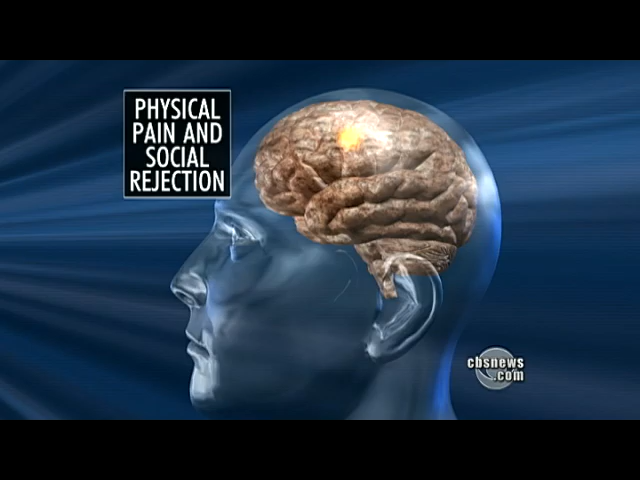 PHYSICAL
PAIN AND
SOCIAL
REJECTION
cbsnews
.com